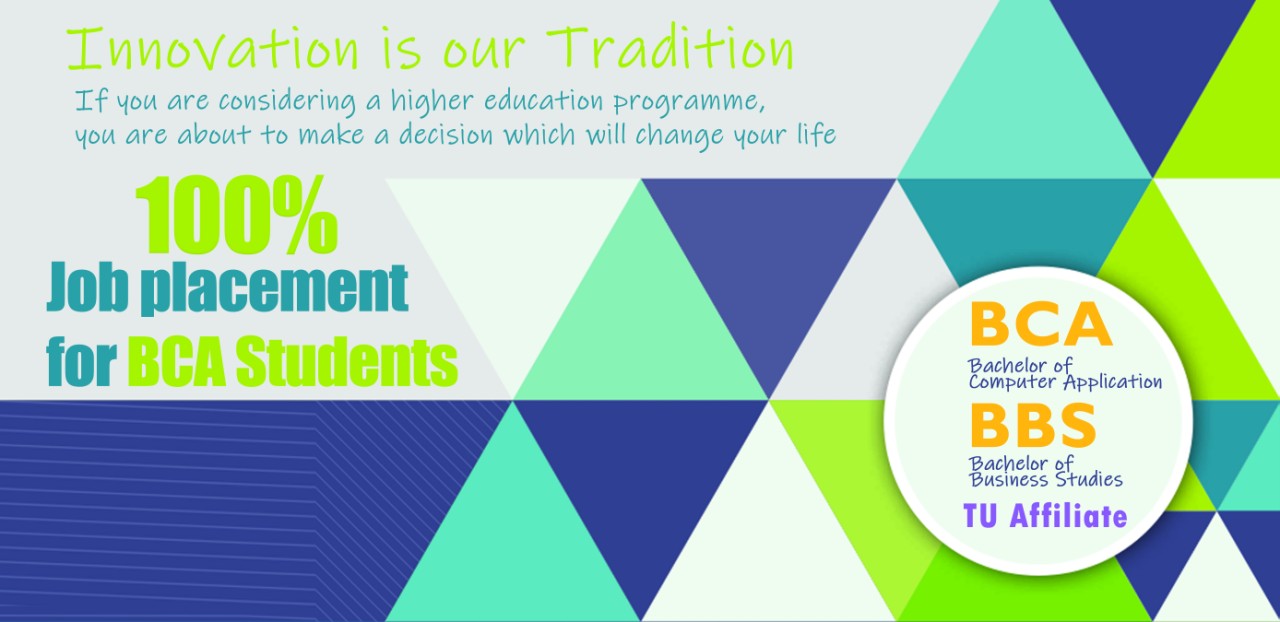 Innovation is our Tradition
If you are considering a higher education programme,
you are about to make a decision which will change your life
100%
Job placement
for BCA Students
BCA
Bachelor of
Computer Application
BBS
Bachelor of
Business Studies
TU Affiliate